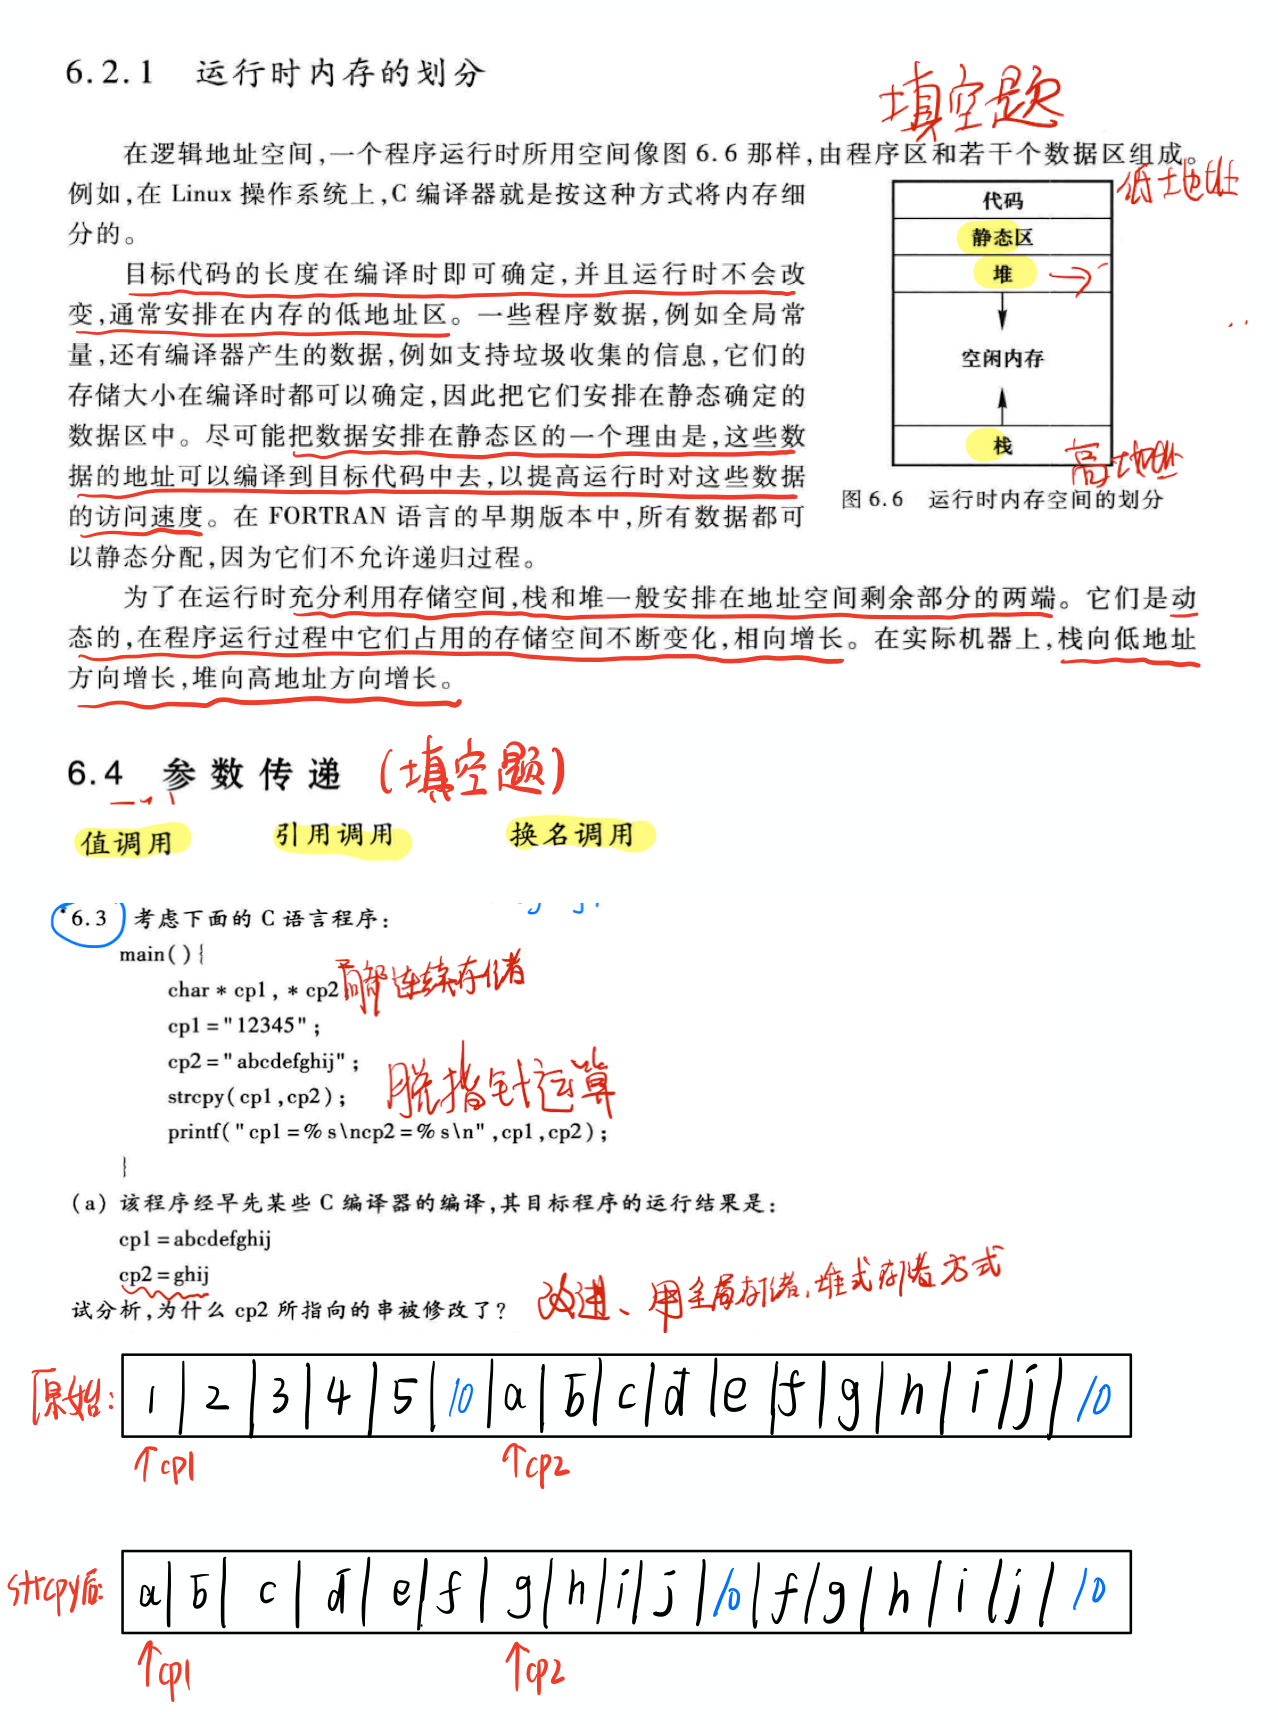 6.2.1 运行时内存的划分
填空题
在逻辑地址空间,一个程序运行时所用空间像图 6.6 那样,由程序区和若干个数据区组成。
例如,在 Linux 操作系统上,C 编译器就是按这种方式将内存细
分的。
目标代码的长度在编译时即可确定,并且运行时不会改
变,通常安排在内存的低地址区。一些程序数据,例如全局常
量,还有编译器产生的数据,例如支持垃圾收集的信息,它们的
存储大小在编译时都可以确定,因此把它们安排在静态确定的
数据区中。尽可能把数据安排在静态区的一个理由是,这些数
据的地址可以编译到目标代码中去,以提高运行时对这些数据
的访问速度。在 FORTRAN 语言的早期版本中,所有数据都可
以静态分配,因为它们不允许递归过程。
低地址
代码
静态区
堆
空闲内存
栈
高地址
图 6.6 运行时内存空间的划分
为了在运行时充分利用存储空间,栈和堆一般安排在地址空间剩余部分的两端。它们是动
态的,在程序运行过程中它们占用的存储空间不断变化,相向增长。在实际机器上,栈向低地址
方向增长,堆向高地址方向增长。
6.4 参数传递 (填空题)
值调用 引用调用 换名调用
*6.3 考虑下面的 C 语言程序:
main(){
char * cp1, * cp2
连续存储
cp1="12345";
cp2="abcdefghij";
strcpy(cp1,cp2);
指针运算
printf("cp1=%s\ncp2=%s\n",cp1,cp2);
}
(a) 该程序经早先某些 C 编译器的编译,其目标程序的运行结果是:
cp1=abcdefghij
cp2=ghij
试分析,为什么 cp2 所指向的串被修改了?
改进、用全局存储、堆式存储方式
原始: 1 | 2 | 3 | 4 | 5 | \0 | a | b | c | d | e | f | g | h | i | j | \0
↑cp1 ↑cp2
strcpy后: a | b | c | d | e | f | g | h | i | j | \0 | f | g | h | i | j | \0
↑cp1 ↑cp2